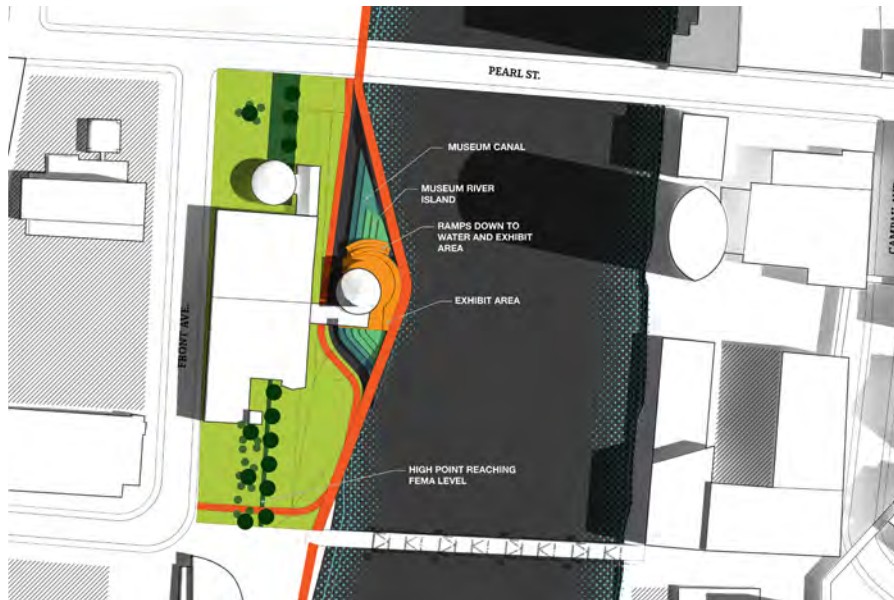 PEARL ST.
MUSEUM CANAL
MUSEUM RIVER
ISLAND
RAMPS DOWN TO
WATER AND EXHIBIT
AREA
EXHIBIT AREA
FRONT AVE.
HIGH POINT REACHING
FEMA LEVEL